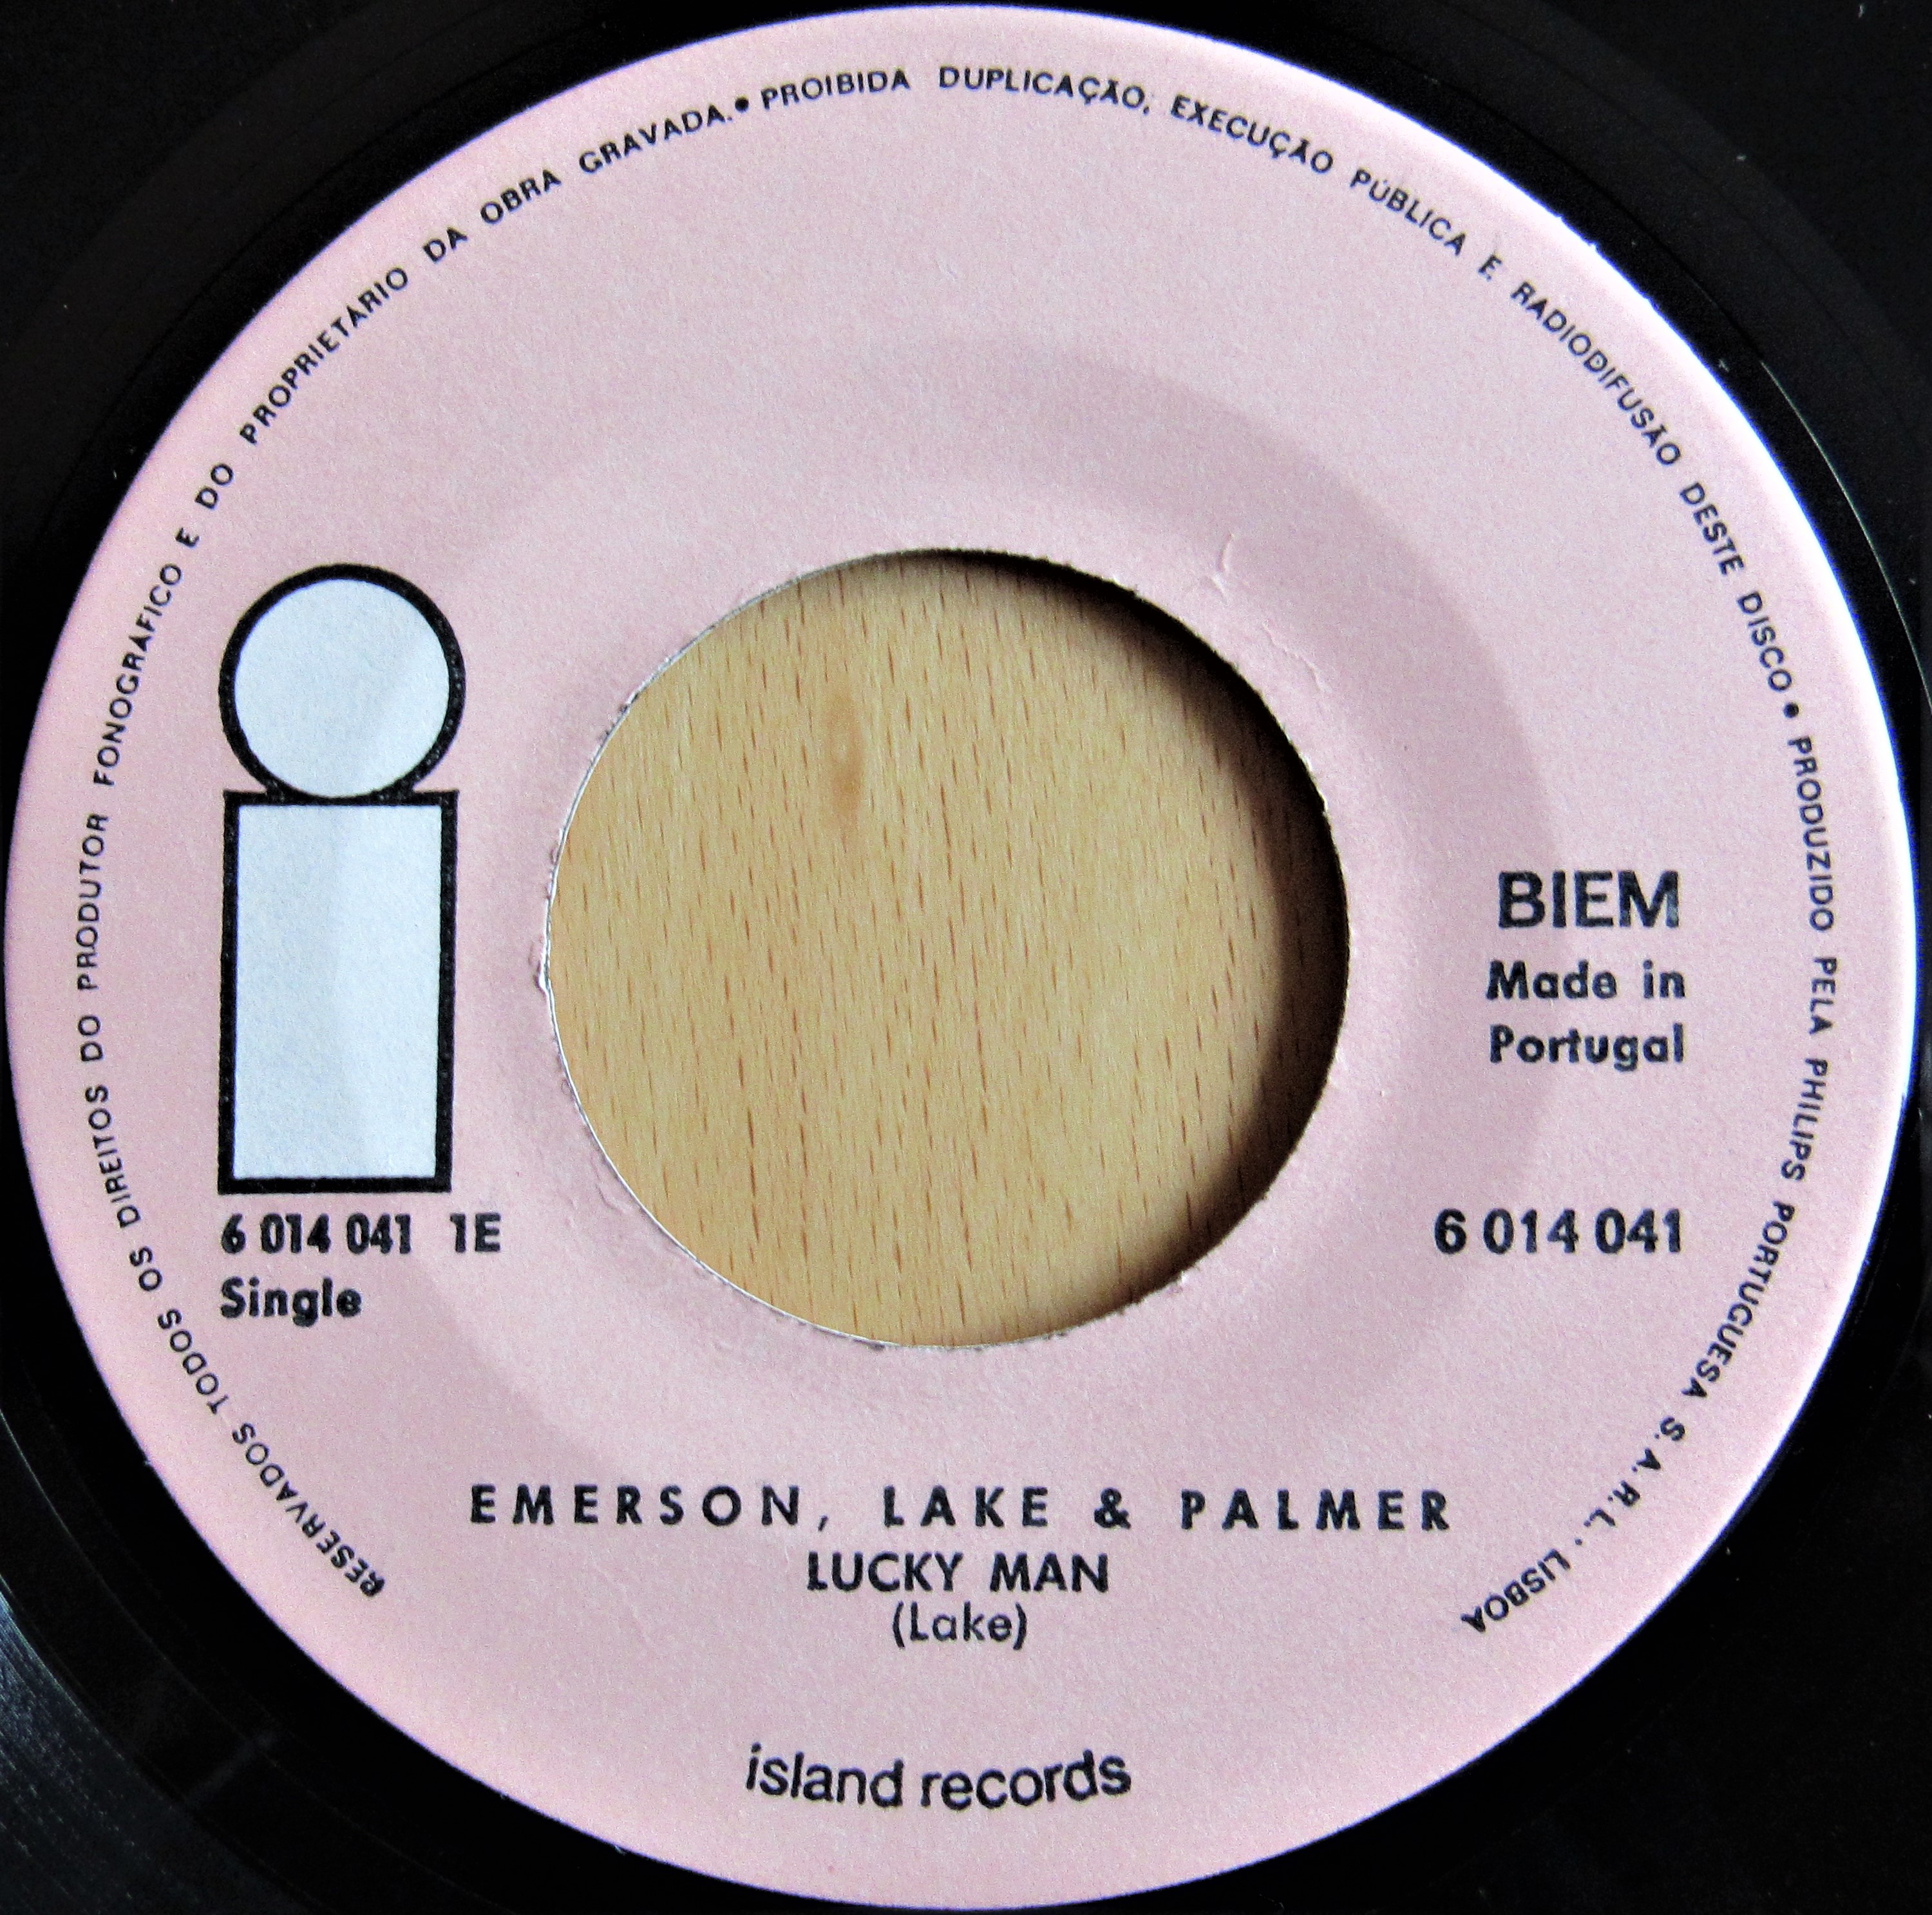 RESERVADOS TODOS OS DIREITOS DO PRODUTOR FONOGRÁFICO E DO PROPRIETÁRIO DA OBRA GRAVADA. • PROIBIDA DUPLICAÇÃO, EXECUÇÃO PÚBLICA E RADIODIFUSÃO DESTE DISCO • PRODUZIDO PELA PHILIPS PORTUGUESA S.A.R.L. · LISBOA
i
BIEM
Made in
Portugal
6 014 041 1E
Single
6 014 041
EMERSON, LAKE & PALMER
LUCKY MAN
(Lake)
island records